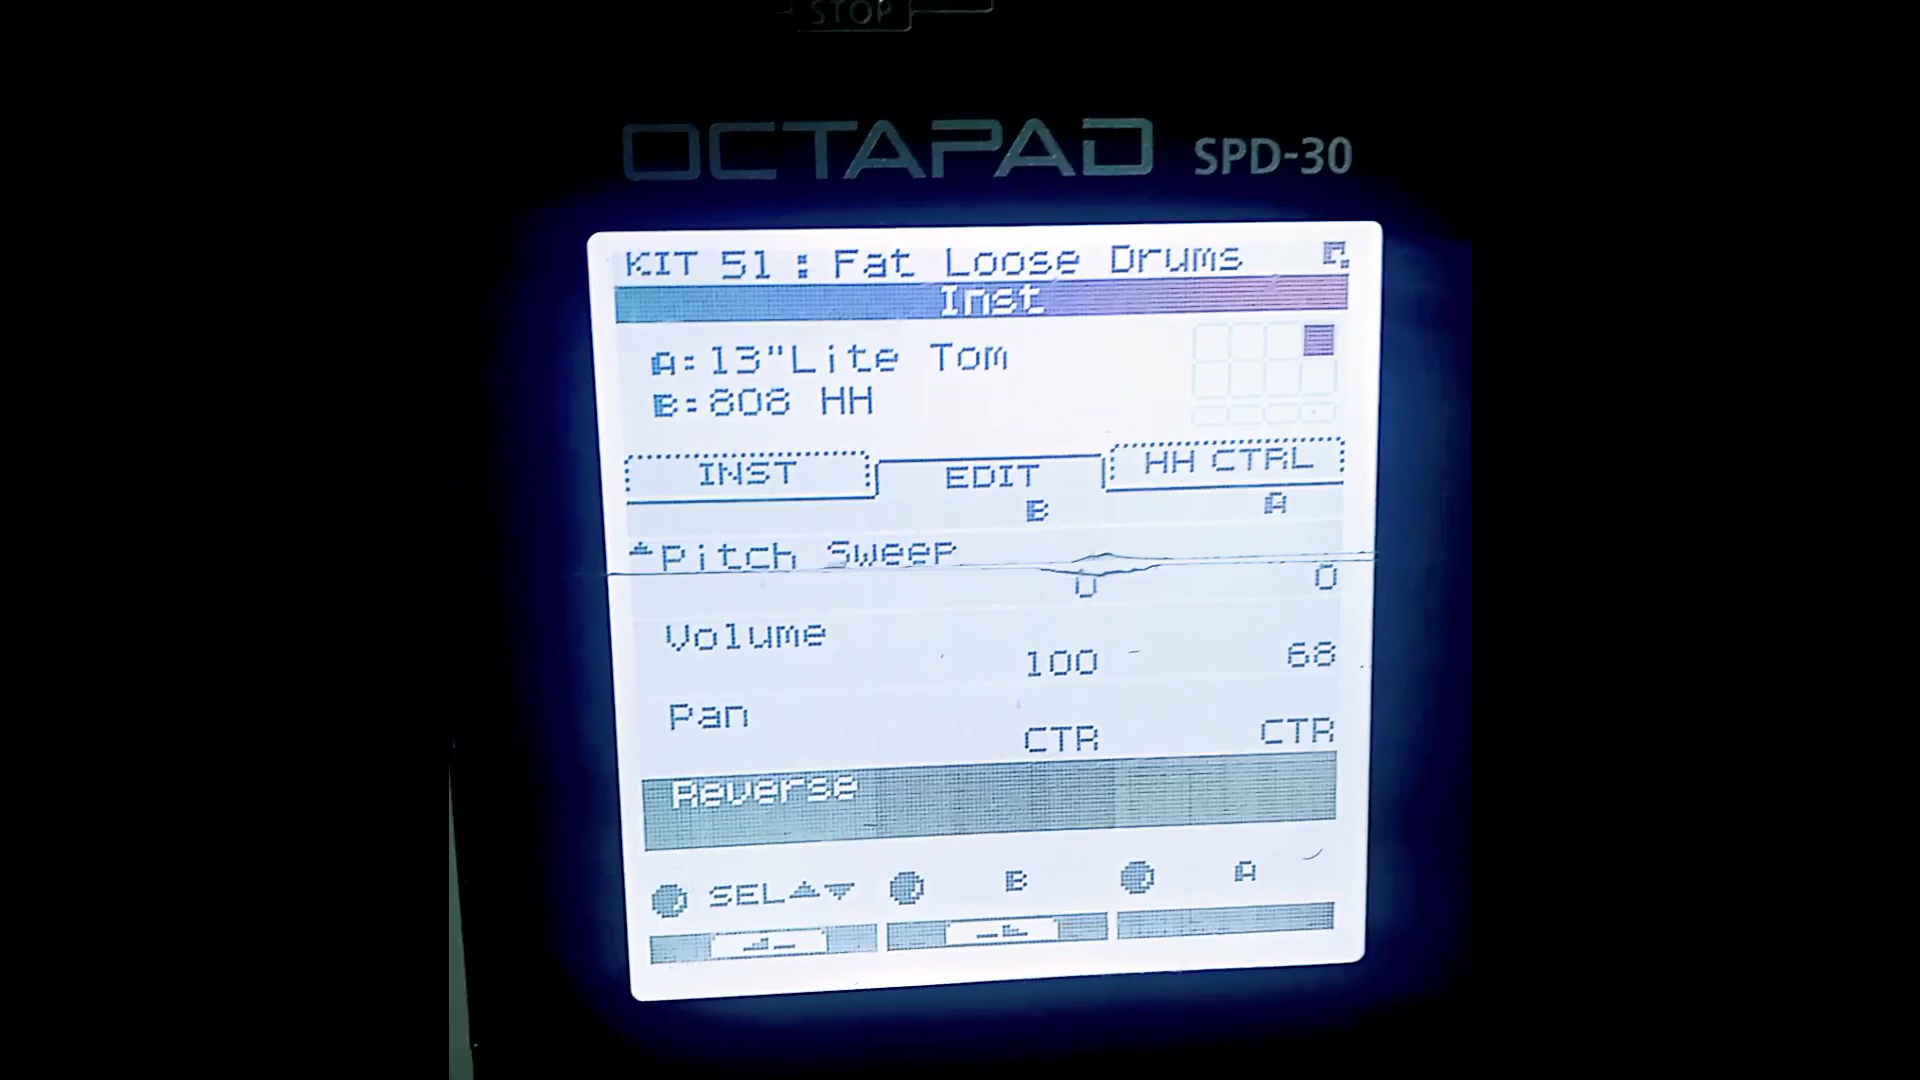 STOP
OCTAPAD SPD-30
KIT 51 : Fat Loose Drums
Inst
A:13"Lite Tom
B:808 HH
INST EDIT HH CTRL
B A
Pitch Sweep
0 0
Volume
100 68
Pan
CTR CTR
Reverse
SEL▲▼ B A